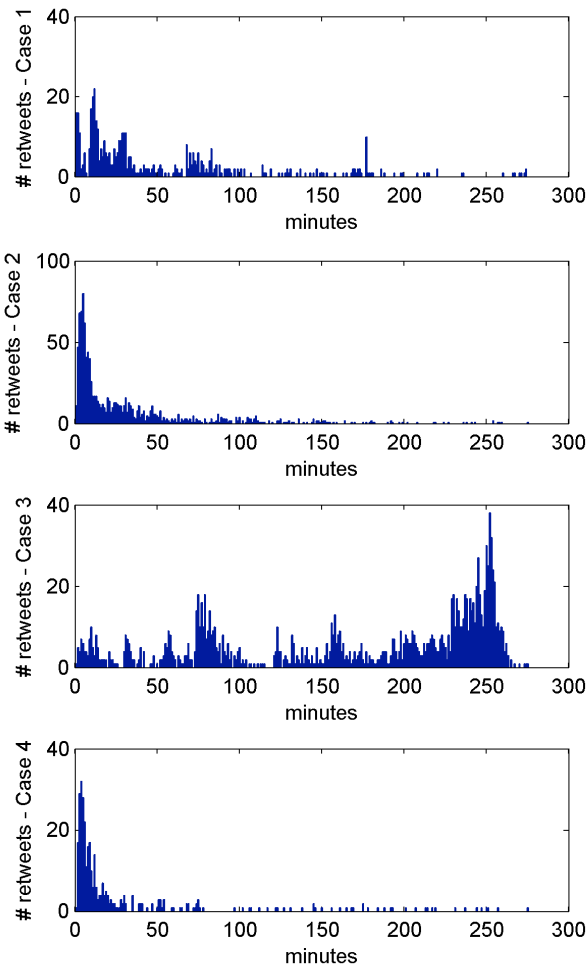 # retweets - Case 1
40
20
0
0 50 100 150 200 250 300
minutes
# retweets - Case 2
100
50
0
0 50 100 150 200 250 300
minutes
# retweets - Case 3
40
20
0
0 50 100 150 200 250 300
minutes
# retweets - Case 4
40
20
0
0 50 100 150 200 250 300
minutes